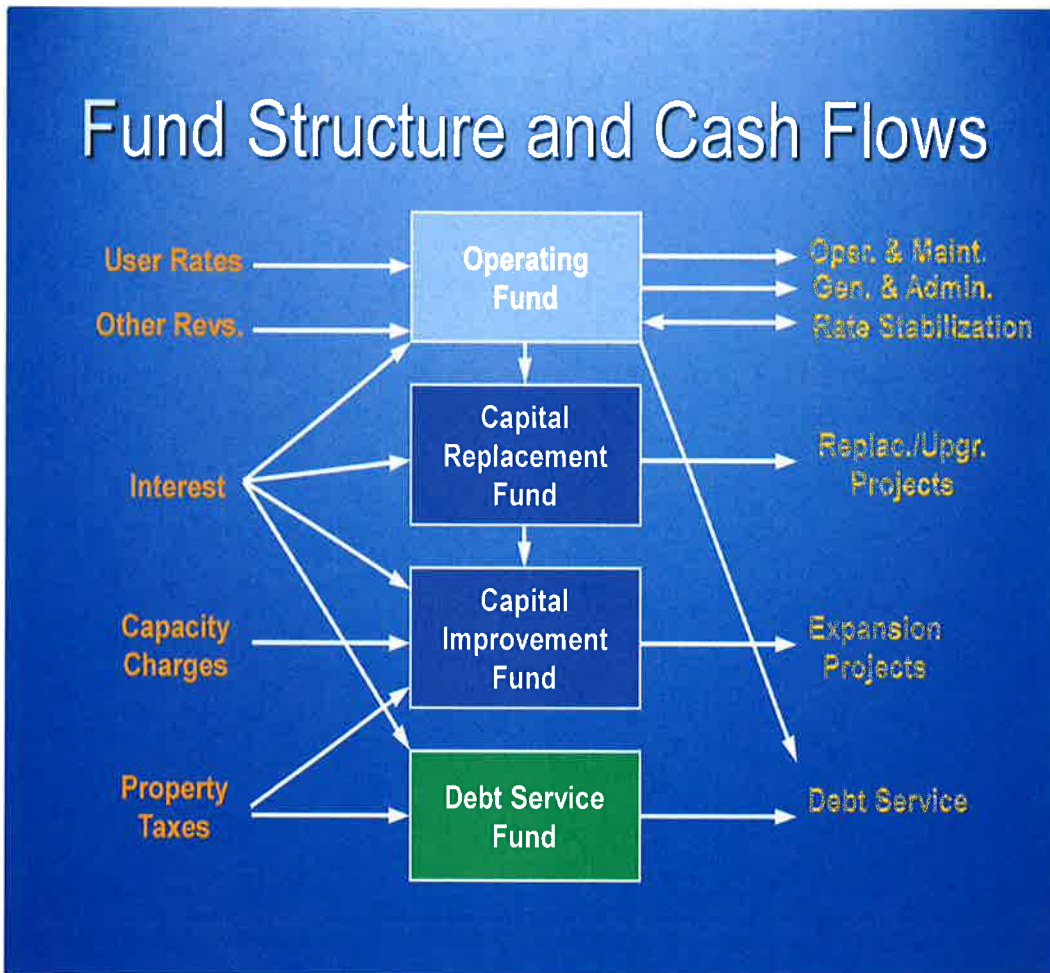 Fund Structure and Cash Flows
User Rates
Other Revs.
Interest
Capacity
Charges
Property
Taxes
Operating
Fund
Capital
Replacement
Fund
Capital
Improvement
Fund
Debt Service
Fund
Oper. & Maint.
Gen. & Admin.
Rate Stabilization
Replac./Upgr.
Projects
Expansion
Projects
Debt Service